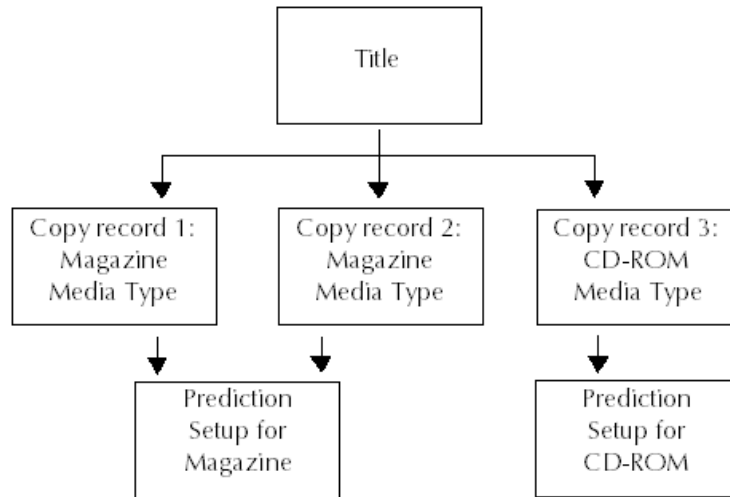 Title
Copy record 1:
Magazine
Media Type
Copy record 2:
Magazine
Media Type
Copy record 3:
CD-ROM
Media Type
Prediction
Setup for
Magazine
Prediction
Setup for
CD-ROM